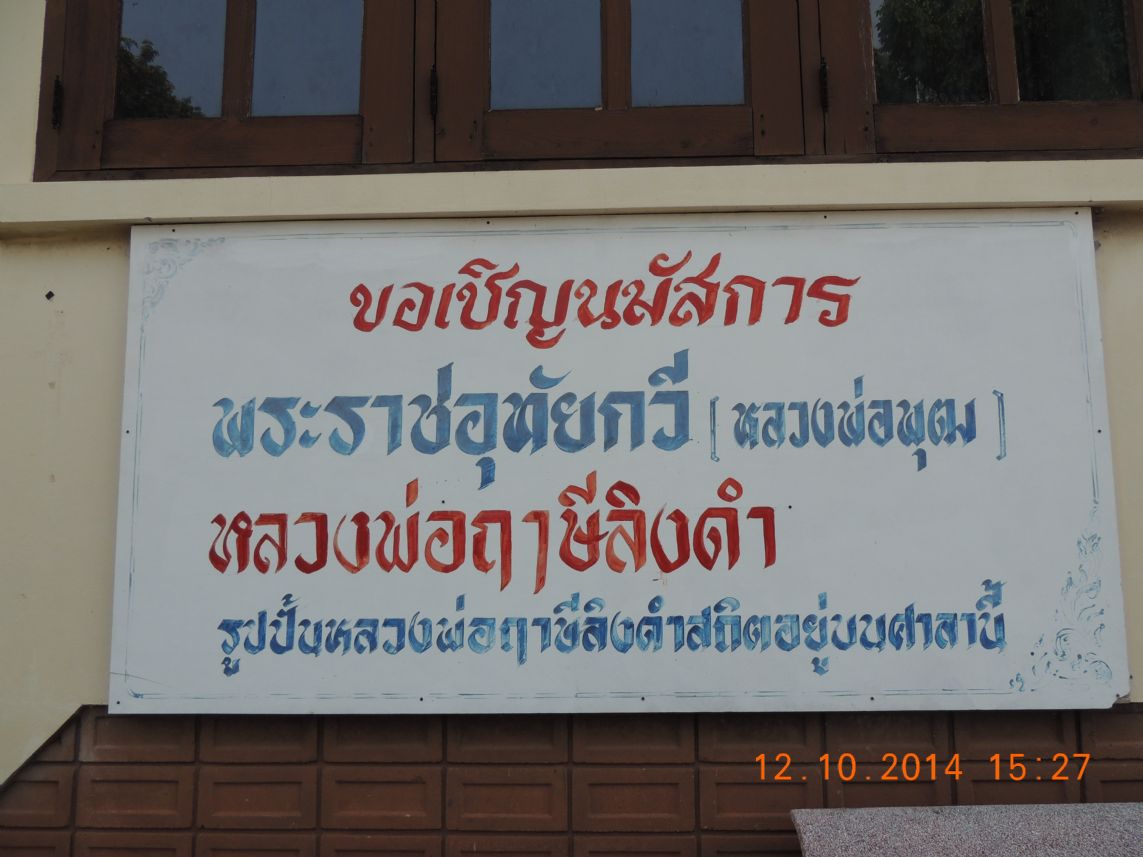 ขอเชิญนมัสการ
พระราชอุทัยกวี [ หลวงพ่อพุฒ ]
หลวงพ่อฤๅษีลิงดำ
รูปปั้นหลวงพ่อฤๅษีลิงดำสถิตอยู่บนศาลานี้
12.10.2014 15:27